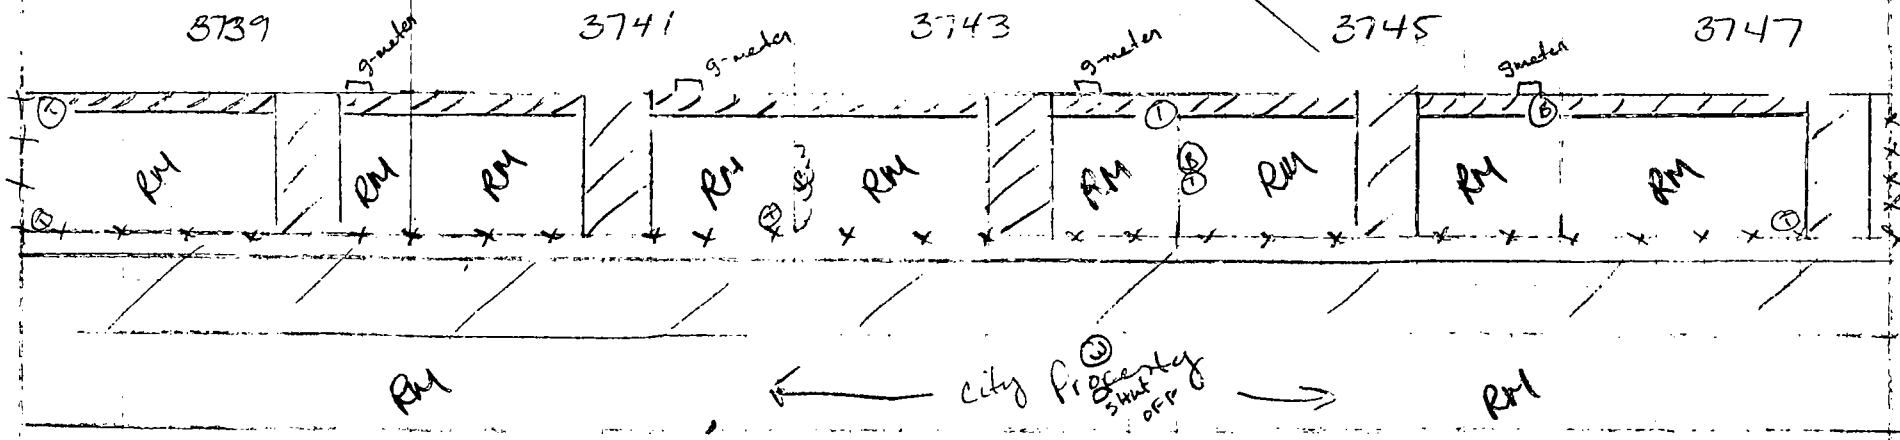 3739 3741 3743 3745 3747
g-meter g-meter g-meter gmeter
RM RM RM RM RM RM RM RM RM
City Property
SHUT
OFF
RM RM